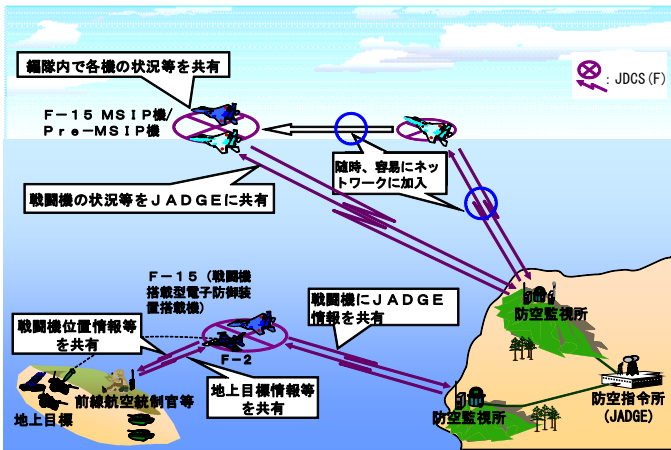 編隊内で各機の状況等を共有
：JDCS(F)
Ｆ－１５ ＭＳＩＰ機/
Ｐｒｅ－ＭＳＩＰ機
随時、容易にネッ
トワークに加入
戦闘機の状況等をＪＡＤＧＥに共有
Ｆ－１５（戦闘機
搭載型電子防御装
置搭載機）
戦闘機にＪＡＤＧＥ
情報を共有
防空監視所
戦闘機位置情報等
を共有
Ｆ－２
地上目標情報等
を共有
前線航空統制官等
地上目標
防空監視所
防空指令所
(JADGE)